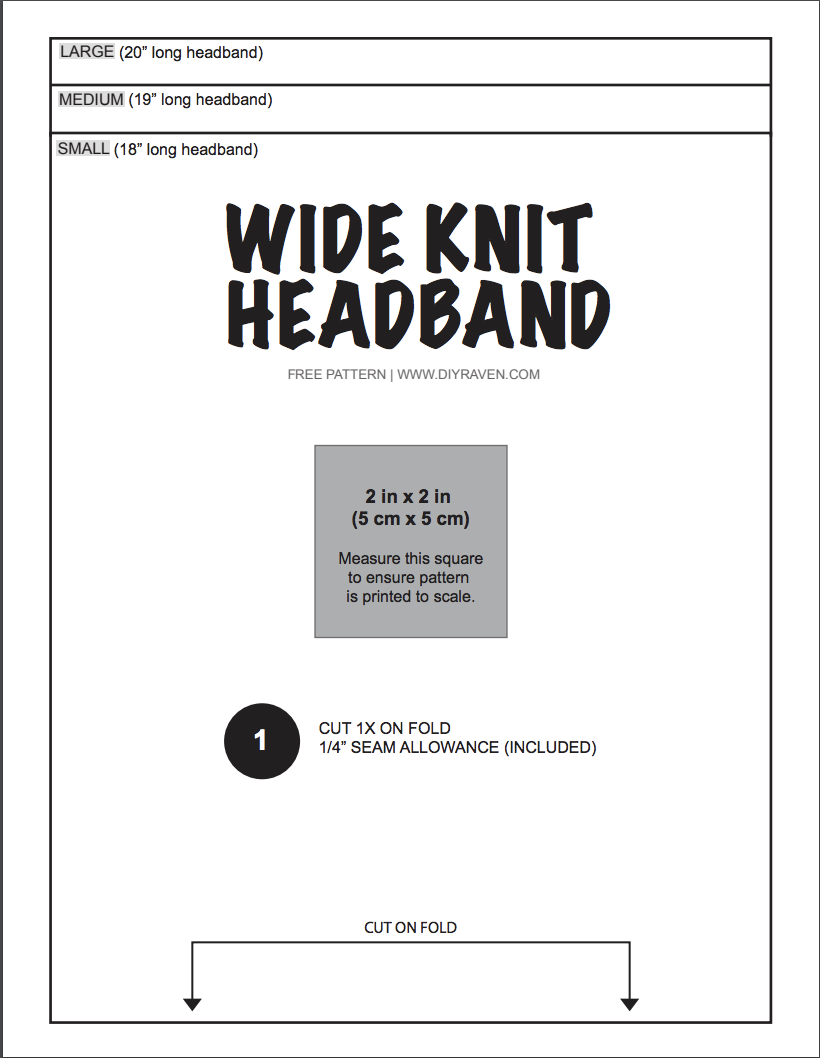 LARGE (20” long headband)
MEDIUM (19” long headband)
SMALL (18” long headband)
WIDE KNIT
HEADBAND
FREE PATTERN | WWW.DIYRAVEN.COM
2 in x 2 in
(5 cm x 5 cm)
Measure this square
to ensure pattern
is printed to scale.
1
CUT 1X ON FOLD
1/4” SEAM ALLOWANCE (INCLUDED)
CUT ON FOLD